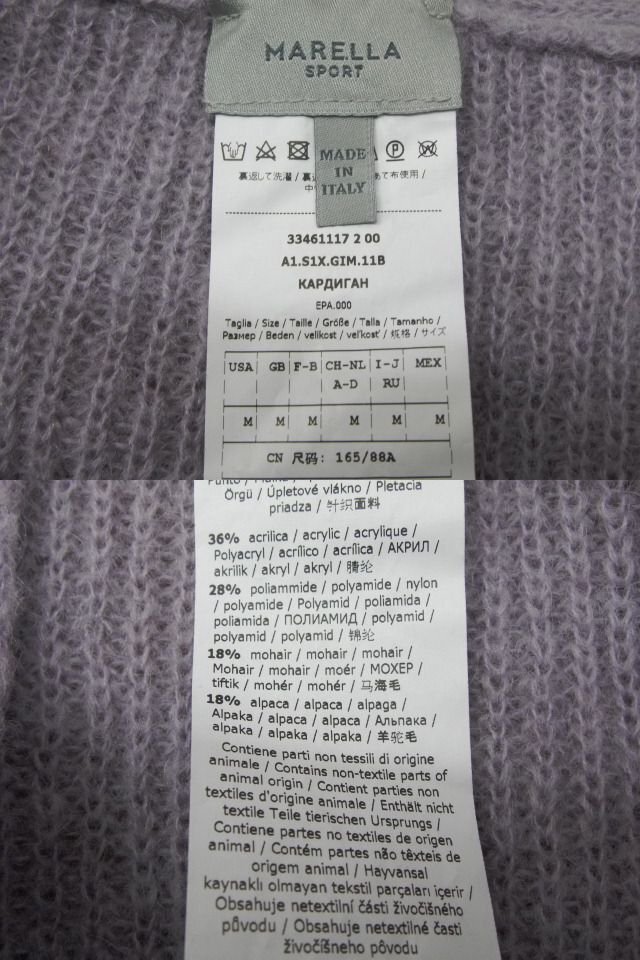 MARELLA
SPORT
MADE
IN
ITALY
裏返して洗濯 / 裏返 あて布使用 /
33461117 2 00
A1.S1X.GIM.11B
КАРДИГАН
EPA.000
Taglia / Size / Taille / Größe / Talla / Tamanho /
Размер / Beden / velikost / veľkosť / 规格 / サイズ
USA GB F-B CH-NL I-J MEX
A-D RU
M M M M M M
CN 尺码: 165/88A
Örgü / Úpletové vlákno / Pletacia
priadza / 针织面料
36% acrilica / acrylic / acrylique /
Polyacryl / acrílico / acrílica / АКРИЛ /
akrilik / akryl / akryl / 腈纶
28% poliammide / polyamide / nylon
/ polyamide / Polyamid / poliamida /
poliamida / ПОЛИАМИД / polyamid /
polyamid / polyamid / 锦纶
18% mohair / mohair / mohair /
Mohair / mohair / moér / МОХЕР /
tiftik / mohér / mohér / 马海毛
18% alpaca / alpaca / alpaga /
Alpaka / alpaca / alpaca / Альпака /
alpaka / alpaka / alpaka / 羊驼毛
Contiene parti non tessili di origine
animale / Contains non-textile parts of
animal origin / Contient parties non
textiles d'origine animale / Enthält nicht
textile Teile tierischen Ursprungs /
Contiene partes no textiles de origen
animal / Contém partes não têxteis de
origem animal / Hayvansal
kaynaklı olmayan tekstil parçaları içerir /
Obsahuje netextilní části živočišného
původu / Obsahuje netextilné časti
živočíšneho pôvodu